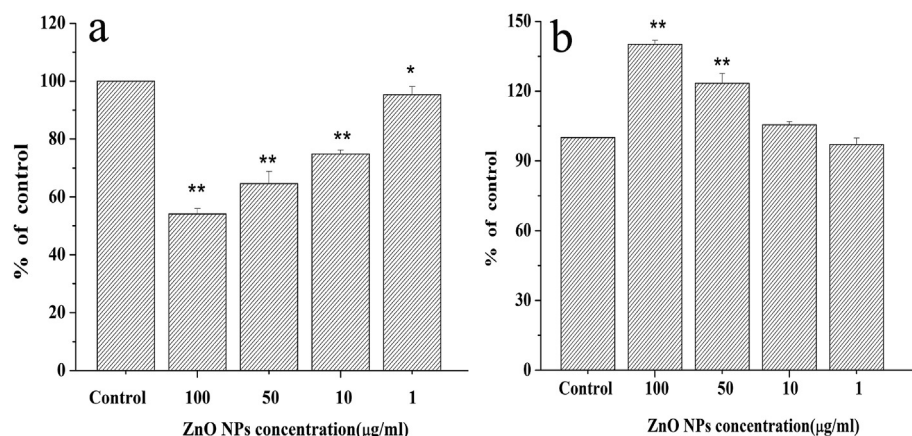 a
120
100
80
60
40
20
0
% of control
**
**
**
*
Control 100 50 10 1
ZnO NPs concentration(μg/ml)
b
150
120
90
60
30
0
% of control
**
**
Control 100 50 10 1
ZnO NPs concentration(μg/ml)